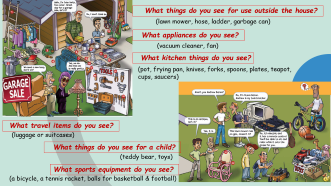 What things do you see for use outside the house?
(lawn mower, hose, ladder, garbage can)
What appliances do you see?
(vacuum cleaner, fan)
What kitchen things do you see?
(pot, frying pan, knives, forks, spoons, plates, teapot,
cups, saucers)
GARAGE
SALE
What travel items do you see?
(luggage or suitcases)
What things do you see for a child?
(teddy bear, toys)
What sports equipment do you see?
(a bicycle, a tennis racket, balls for basketball & football)